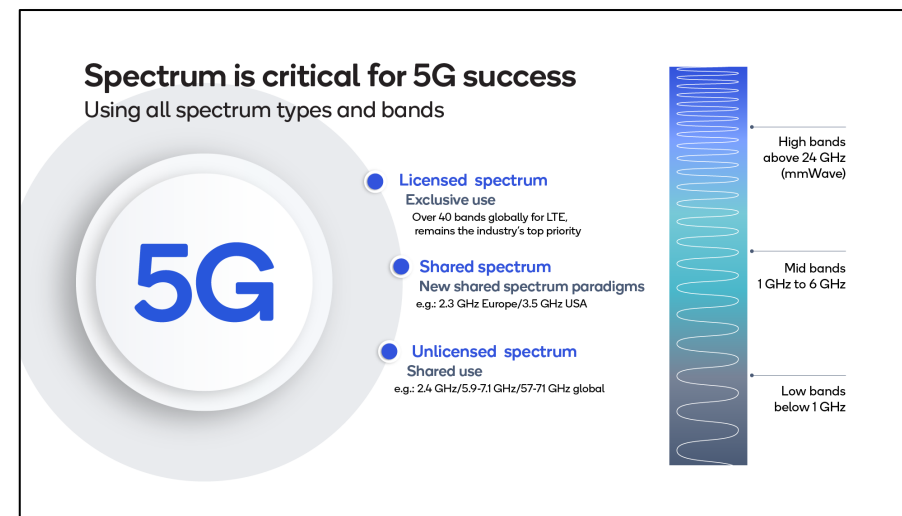 Spectrum is critical for 5G success
Using all spectrum types and bands
5G
Licensed spectrum
Exclusive use
Over 40 bands globally for LTE,
remains the industry's top priority
Shared spectrum
New shared spectrum paradigms
e.g.: 2.3 GHz Europe/3.5 GHz USA
Unlicensed spectrum
Shared use
e.g.: 2.4 GHz/5.9-7.1 GHz/57-71 GHz global
High bands
above 24 GHz
(mmWave)
Mid bands
1 GHz to 6 GHz
Low bands
below 1 GHz